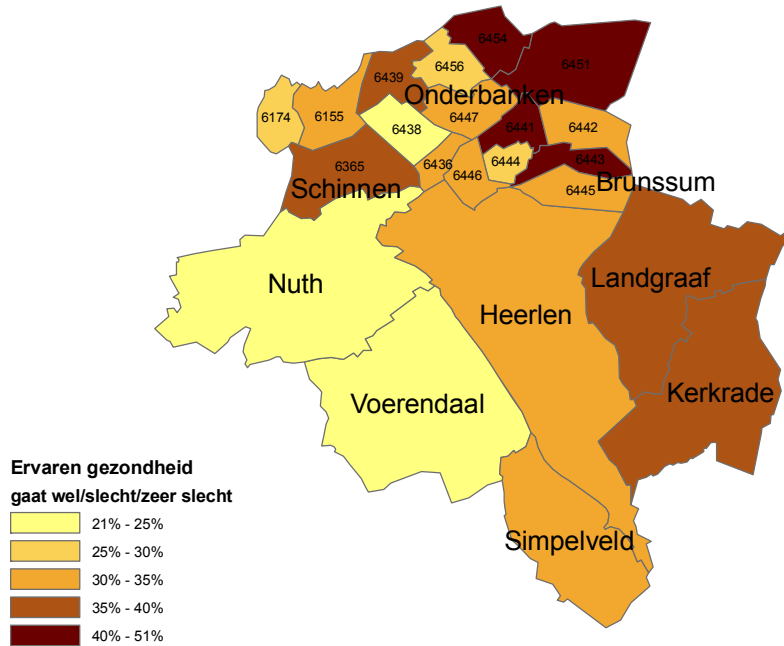 6454
6451
6439
6456
Onderbanken
6174
6155
6447
6438
6441
6442
6365
6436
6446
6444
6443
Schinnen
6445
Brunssum
Nuth
Landgraaf
Heerlen
Voerendaal
Kerkrade
Simpelveld
Ervaren gezondheid
gaat wel/slecht/zeer slecht
21% - 25%
25% - 30%
30% - 35%
35% - 40%
40% - 51%